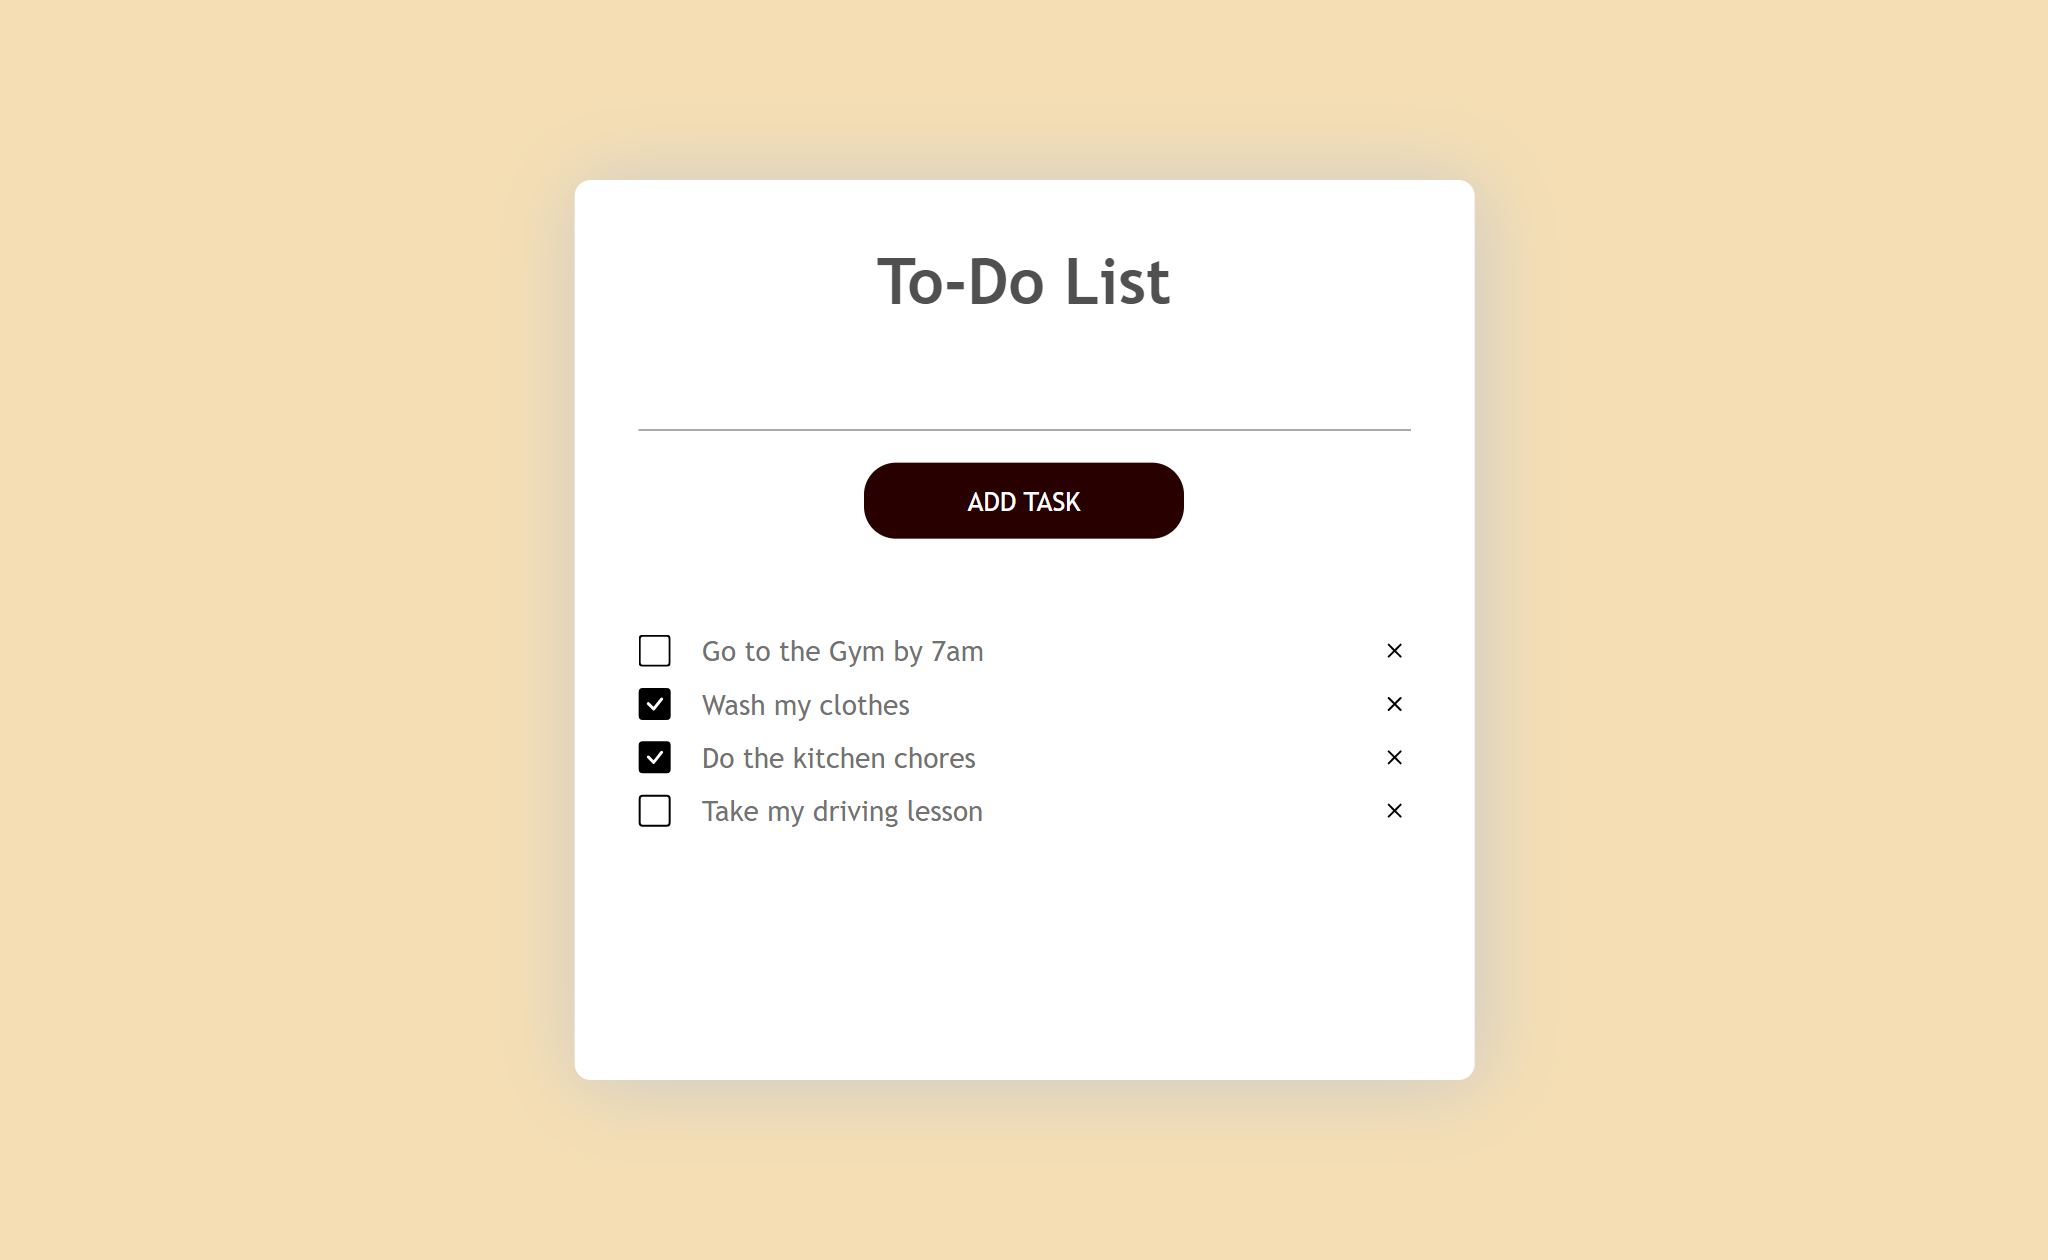 To-Do List
ADD TASK
Go to the Gym by 7am
Wash my clothes
Do the kitchen chores
Take my driving lesson